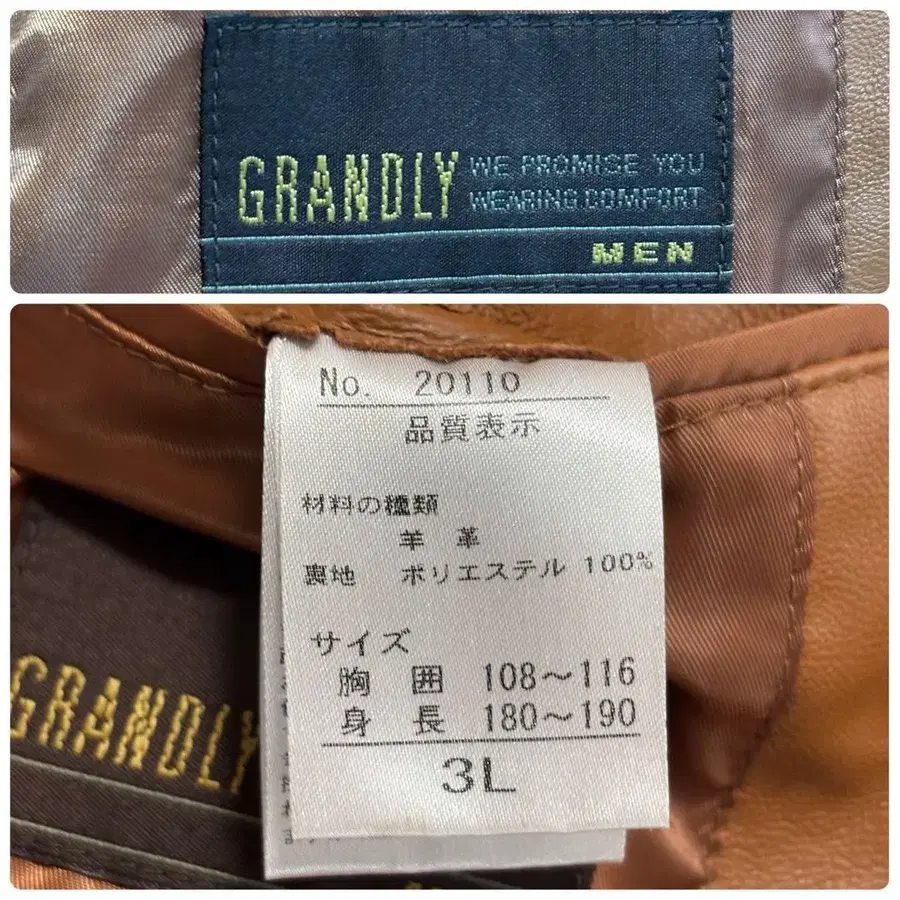 GRANDLY
WE PROMISE YOU
WEARING COMFORT
MEN
No. 20110
品質表示
材料の種類
羊 革
裏地 ポリエステル 100%
サイズ
胸 囲 108〜116
身 長 180〜190
3L
GRANDLY